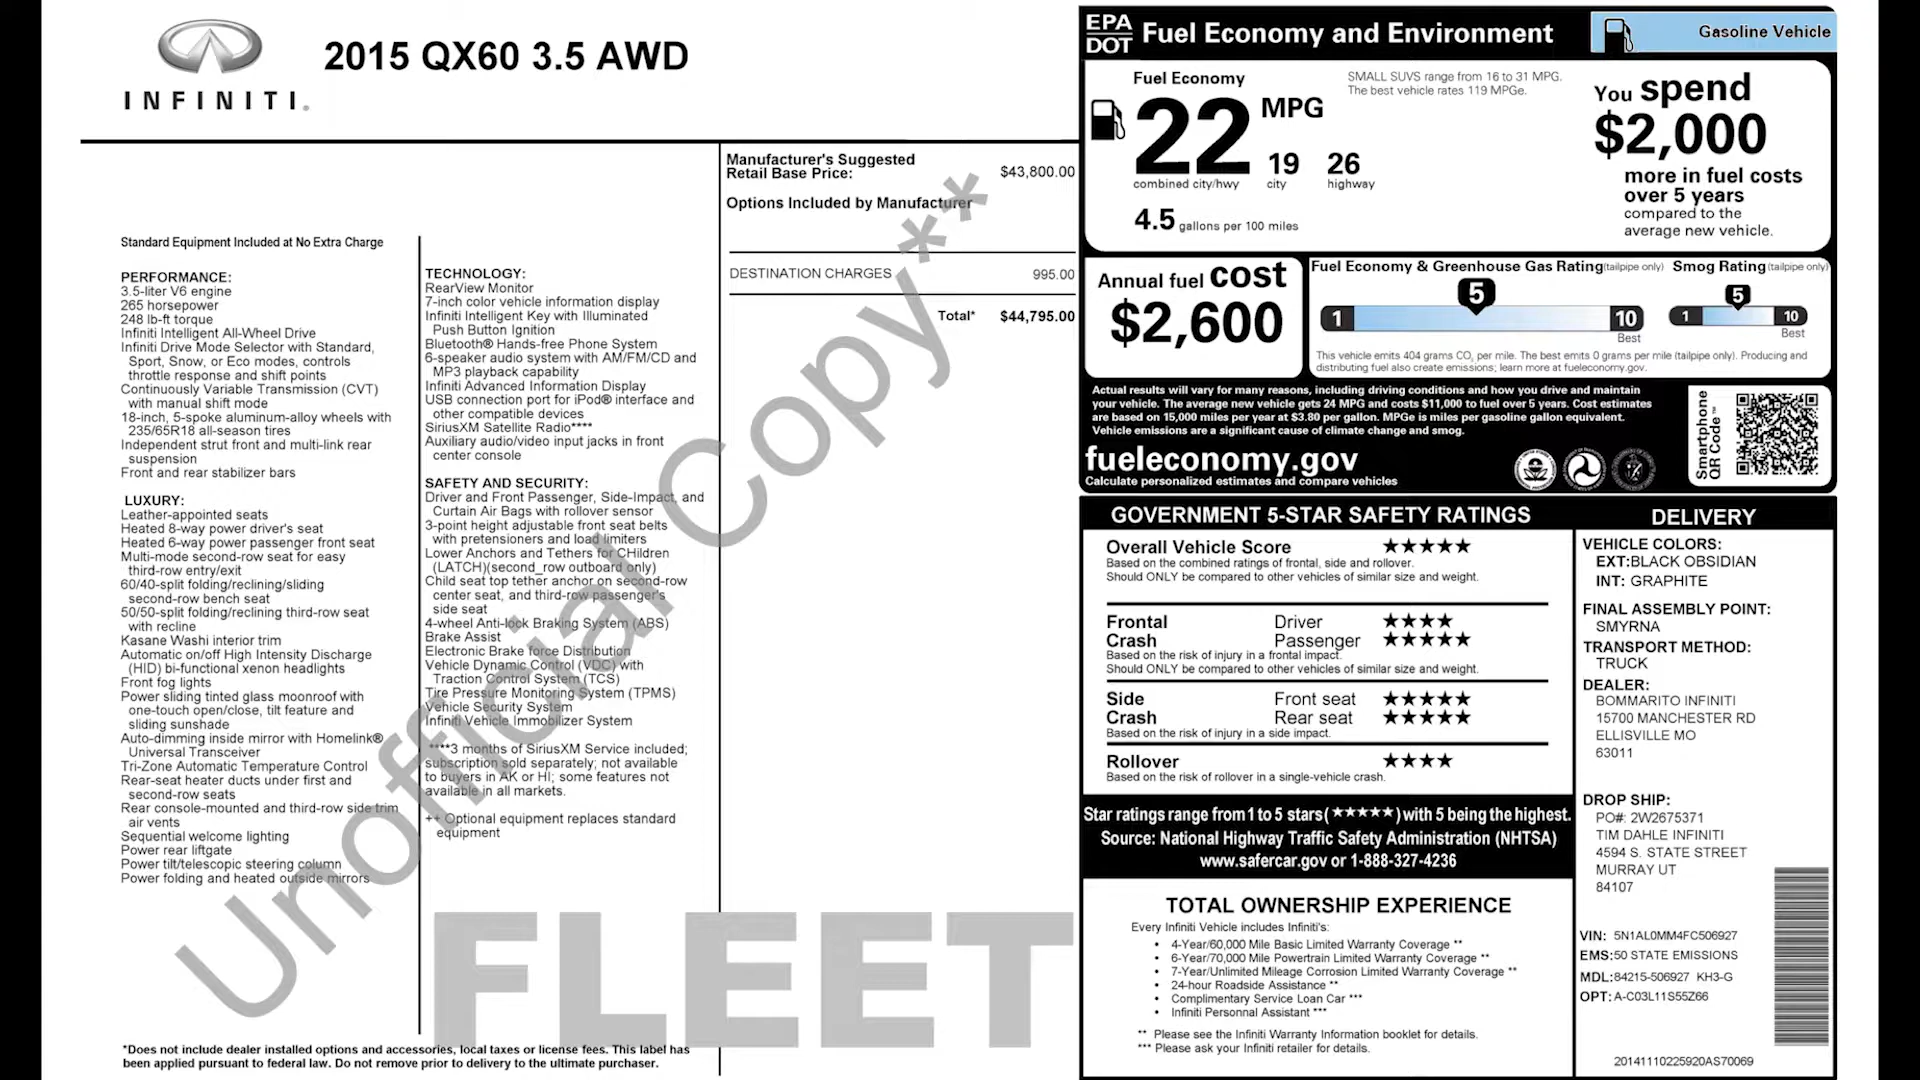 INFINITI®
2015 QX60 3.5 AWD
Standard Equipment Included at No Extra Charge
PERFORMANCE:
3.5-liter V6 engine
265 horsepower
248 lb-ft torque
Infiniti Intelligent All-Wheel Drive
Infiniti Drive Mode Selector with Standard,
Sport, Snow, or Eco modes, controls
throttle response and shift points
Continuously Variable Transmission (CVT)
with manual shift mode
18-inch, 5-spoke aluminum-alloy wheels with
235/65R18 all-season tires
Independent strut front and multi-link rear
suspension
Front and rear stabilizer bars
LUXURY:
Leather-appointed seats
Heated 8-way power driver's seat
Heated 6-way power passenger front seat
Multi-mode second-row seat for easy
third-row entry/exit
60/40-split folding/reclining/sliding
second-row bench seat
50/50-split folding/reclining third-row seat
with recline
Kasane Washi interior trim
Automatic on/off High Intensity Discharge
(HID) bi-functional xenon headlights
Front fog lights
Power sliding tinted glass moonroof with
one-touch open/close, tilt feature and
sliding sunshade
Auto-dimming inside mirror with Homelink®
Universal Transceiver
Tri-Zone Automatic Temperature Control
Rear-seat heater ducts under first and
second-row seats
Rear console-mounted and third-row side trim
air vents
Sequential welcome lighting
Power rear liftgate
Power tilt/telescopic steering column
Power folding and heated outside mirrors
TECHNOLOGY:
RearView Monitor
7-inch color vehicle information display
Infiniti Intelligent Key with Illuminated
Push Button Ignition
Bluetooth® Hands-free Phone System
6-speaker audio system with AM/FM/CD and
MP3 playback capability
Infiniti Advanced Information Display
USB connection port for iPod® interface and
other compatible devices
SiriusXM Satellite Radio****
Auxiliary audio/video input jacks in front
center console
SAFETY AND SECURITY:
Driver and Front Passenger, Side-Impact, and
Curtain Air Bags with rollover sensor
3-point height adjustable front seat belts
with pretensioners and load limiters
Lower Anchors and Tethers for CHildren
(LATCH)(second_row outboard only)
Child seat top tether anchor on second-row
center seat, and third-row passenger's
side seat
4-wheel Anti-lock Braking System (ABS)
Brake Assist
Electronic Brake force Distribution
Vehicle Dynamic Control (VDC) with
Traction Control System (TCS)
Tire Pressure Monitoring System (TPMS)
Vehicle Security System
Infiniti Vehicle Immobilizer System
****3 months of SiriusXM Service included;
subscription sold separately; not available
to buyers in AK or HI; some features not
available in all markets.
++ Optional equipment replaces standard
equipment
Manufacturer's Suggested
Retail Base Price: $43,800.00
Options Included by Manufacturer
DESTINATION CHARGES 995.00
Total* $44,795.00
Unofficial Copy**
FLEET
*Does not include dealer installed options and accessories, local taxes or license fees. This label has
been applied pursuant to federal law. Do not remove prior to delivery to the ultimate purchaser.
EPA
DOT
Fuel Economy and Environment
Gasoline Vehicle
Fuel Economy
22 MPG
combined city/hwy
19 city
26 highway
4.5 gallons per 100 miles
SMALL SUVS range from 16 to 31 MPG.
The best vehicle rates 119 MPGe.
You spend
$2,000
more in fuel costs
over 5 years
compared to the
average new vehicle.
Annual fuel cost
$2,600
Fuel Economy & Greenhouse Gas Rating (tailpipe only)
5
1 10
Best
Smog Rating (tailpipe only)
5
1 10
Best
This vehicle emits 404 grams CO2 per mile. The best emits 0 grams per mile (tailpipe only). Producing and
distributing fuel also create emissions; learn more at fueleconomy.gov.
Actual results will vary for many reasons, including driving conditions and how you drive and maintain
your vehicle. The average new vehicle gets 24 MPG and costs $11,000 to fuel over 5 years. Cost estimates
are based on 15,000 miles per year at $3.80 per gallon. MPGe is miles per gasoline gallon equivalent.
Vehicle emissions are a significant cause of climate change and smog.
fueleconomy.gov
Calculate personalized estimates and compare vehicles
Smartphone
QR Code™
GOVERNMENT 5-STAR SAFETY RATINGS
Overall Vehicle Score ★★★★★
Based on the combined ratings of frontal, side and rollover.
Should ONLY be compared to other vehicles of similar size and weight.
Frontal Driver ★★★★
Crash Passenger ★★★★★
Based on the risk of injury in a frontal impact.
Should ONLY be compared to other vehicles of similar size and weight.
Side Front seat ★★★★★
Crash Rear seat ★★★★★
Based on the risk of injury in a side impact.
Rollover ★★★★
Based on the risk of rollover in a single-vehicle crash.
Star ratings range from 1 to 5 stars (★★★★★) with 5 being the highest.
Source: National Highway Traffic Safety Administration (NHTSA)
www.safercar.gov or 1-888-327-4236
TOTAL OWNERSHIP EXPERIENCE
Every Infiniti Vehicle includes Infiniti's:
• 4-Year/60,000 Mile Basic Limited Warranty Coverage **
• 6-Year/70,000 Mile Powertrain Limited Warranty Coverage **
• 7-Year/Unlimited Mileage Corrosion Limited Warranty Coverage **
• 24-hour Roadside Assistance **
• Complimentary Service Loan Car ***
• Infiniti Personnal Assistant ***
** Please see the Infiniti Warranty Information booklet for details.
*** Please ask your Infiniti retailer for details.
DELIVERY
VEHICLE COLORS:
EXT:BLACK OBSIDIAN
INT: GRAPHITE
FINAL ASSEMBLY POINT:
SMYRNA
TRANSPORT METHOD:
TRUCK
DEALER:
BOMMARITO INFINITI
15700 MANCHESTER RD
ELLISVILLE MO
63011
DROP SHIP:
PO#: 2W2675371
TIM DAHLE INFINITI
4594 S. STATE STREET
MURRAY UT
84107
VIN: 5N1AL0MM4FC506927
EMS:50 STATE EMISSIONS
MDL:84215-506927 KH3-G
OPT: A-C03L11S55Z66
20141110225920AS70069